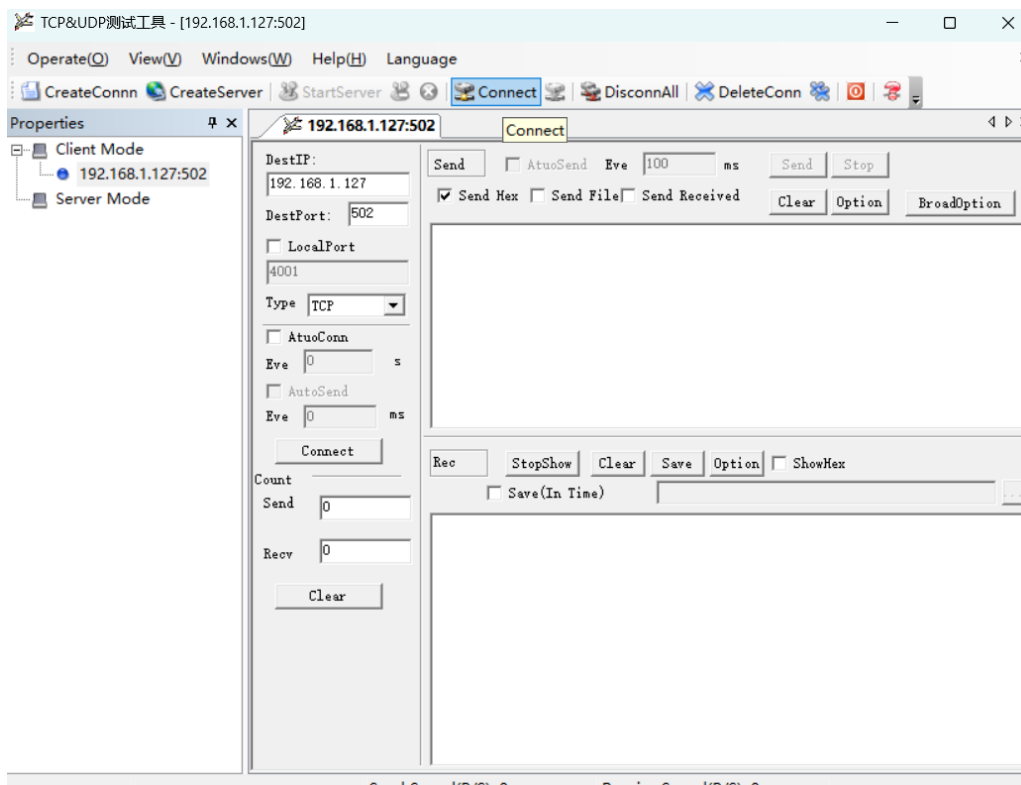 TCP&UDP测试工具 - [192.168.1.127:502]
Operate(O) View(V) Windows(W) Help(H) Language
CreateConnn CreateServer StartServer Connect DisconnAll DeleteConn
Properties
192.168.1.127:502
Connect
Client Mode
192.168.1.127:502
Server Mode
DestIP:
192.168.1.127
DestPort: 502
LocalPort
4001
Type TCP
AtuoConn
Eve 0 s
AutoSend
Eve 0 ms
Connect
Count
Send 0
Recv 0
Clear
Send AtuoSend Eve 100 ms Send Stop
Send Hex Send File Send Received Clear Option BroadOption
Rec StopShow Clear Save Option ShowHex
Save(In Time) ...